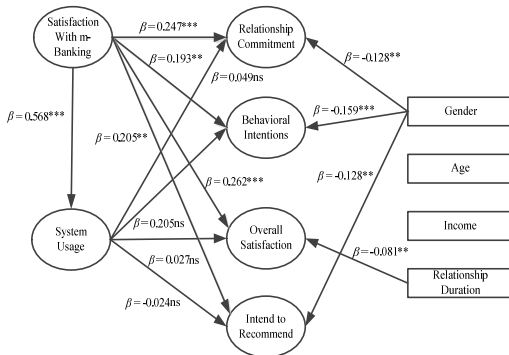 Satisfaction
With m-
Banking
β=0.247***
Relationship
Commitment
β=0.193**
β=0.049ns
β=-0.128**
β=-0.159***
Gender
β=0.568***
Behavioral
Intentions
β=0.205**
Age
β=-0.128**
β=0.262***
System
Usage
β=0.205ns
Overall
Satisfaction
Income
β=0.027ns
β=-0.081**
Relationship
Duration
β=-0.024ns
Intend to
Recommend